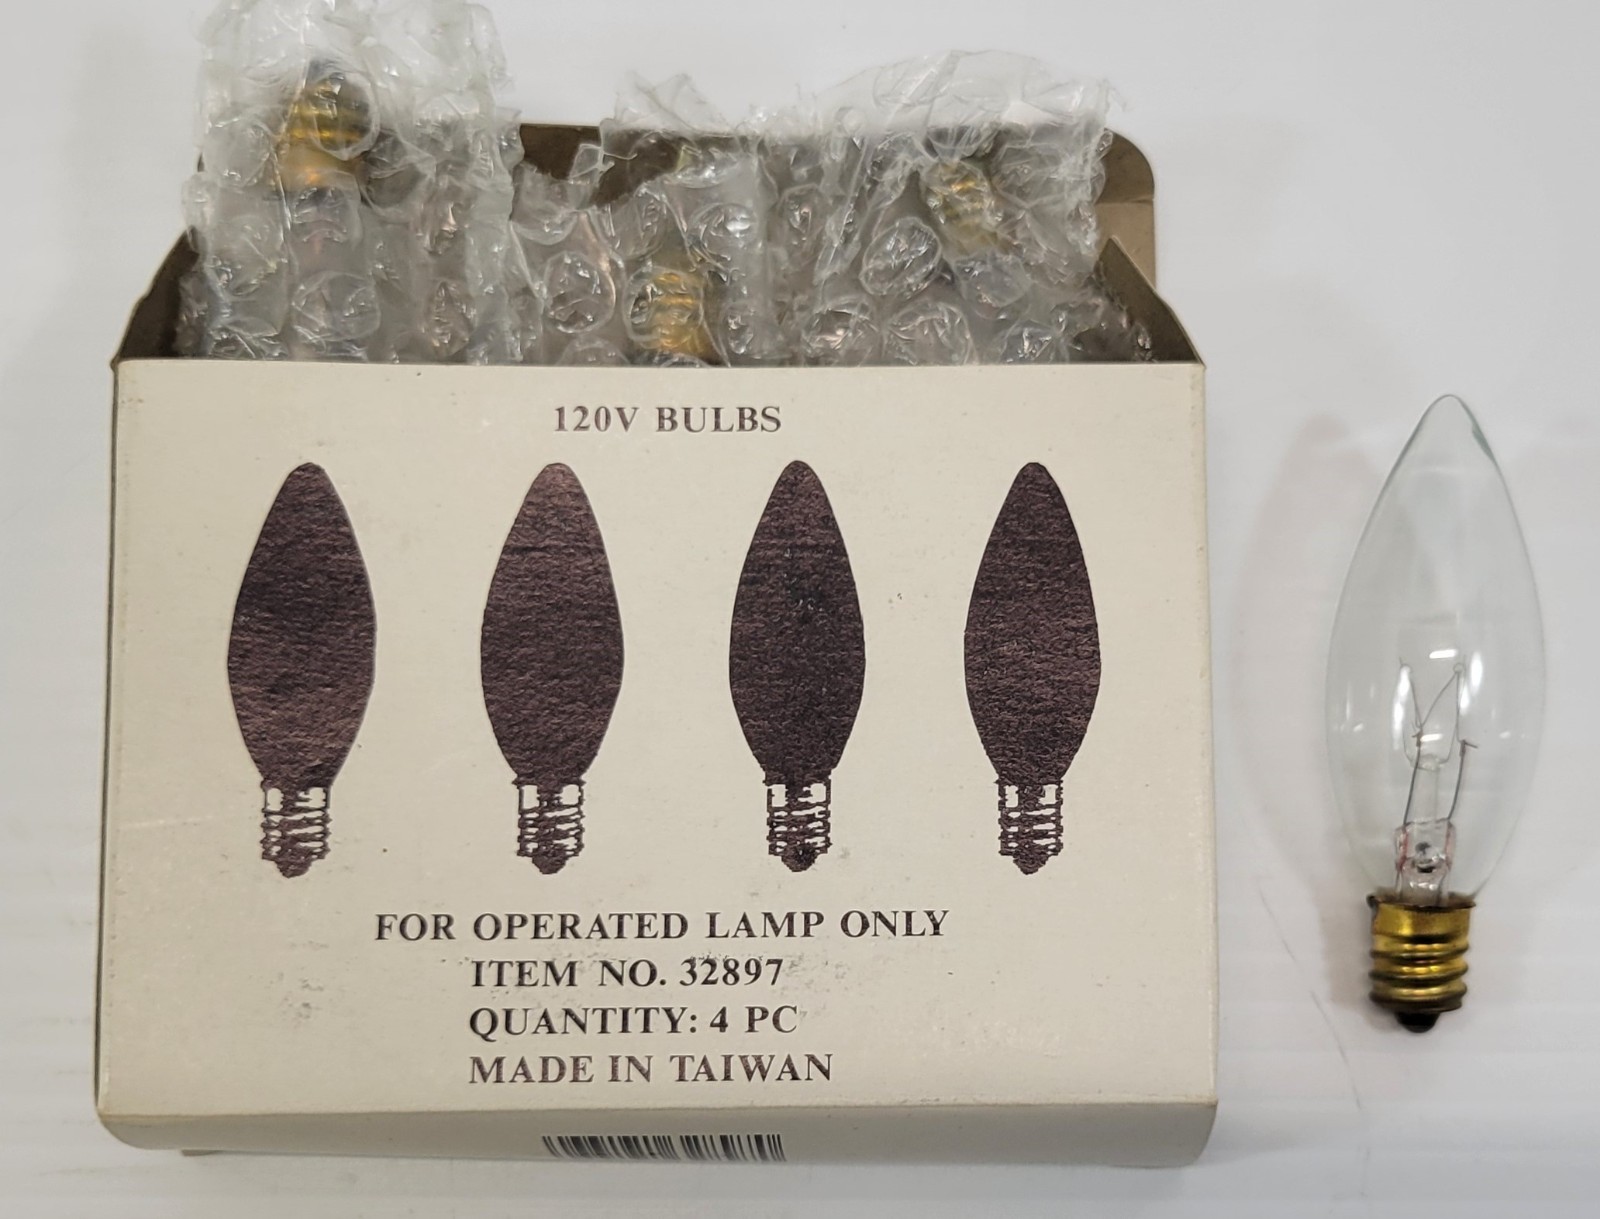 120V BULBS
FOR OPERATED LAMP ONLY
ITEM NO. 32897
QUANTITY: 4 PC
MADE IN TAIWAN